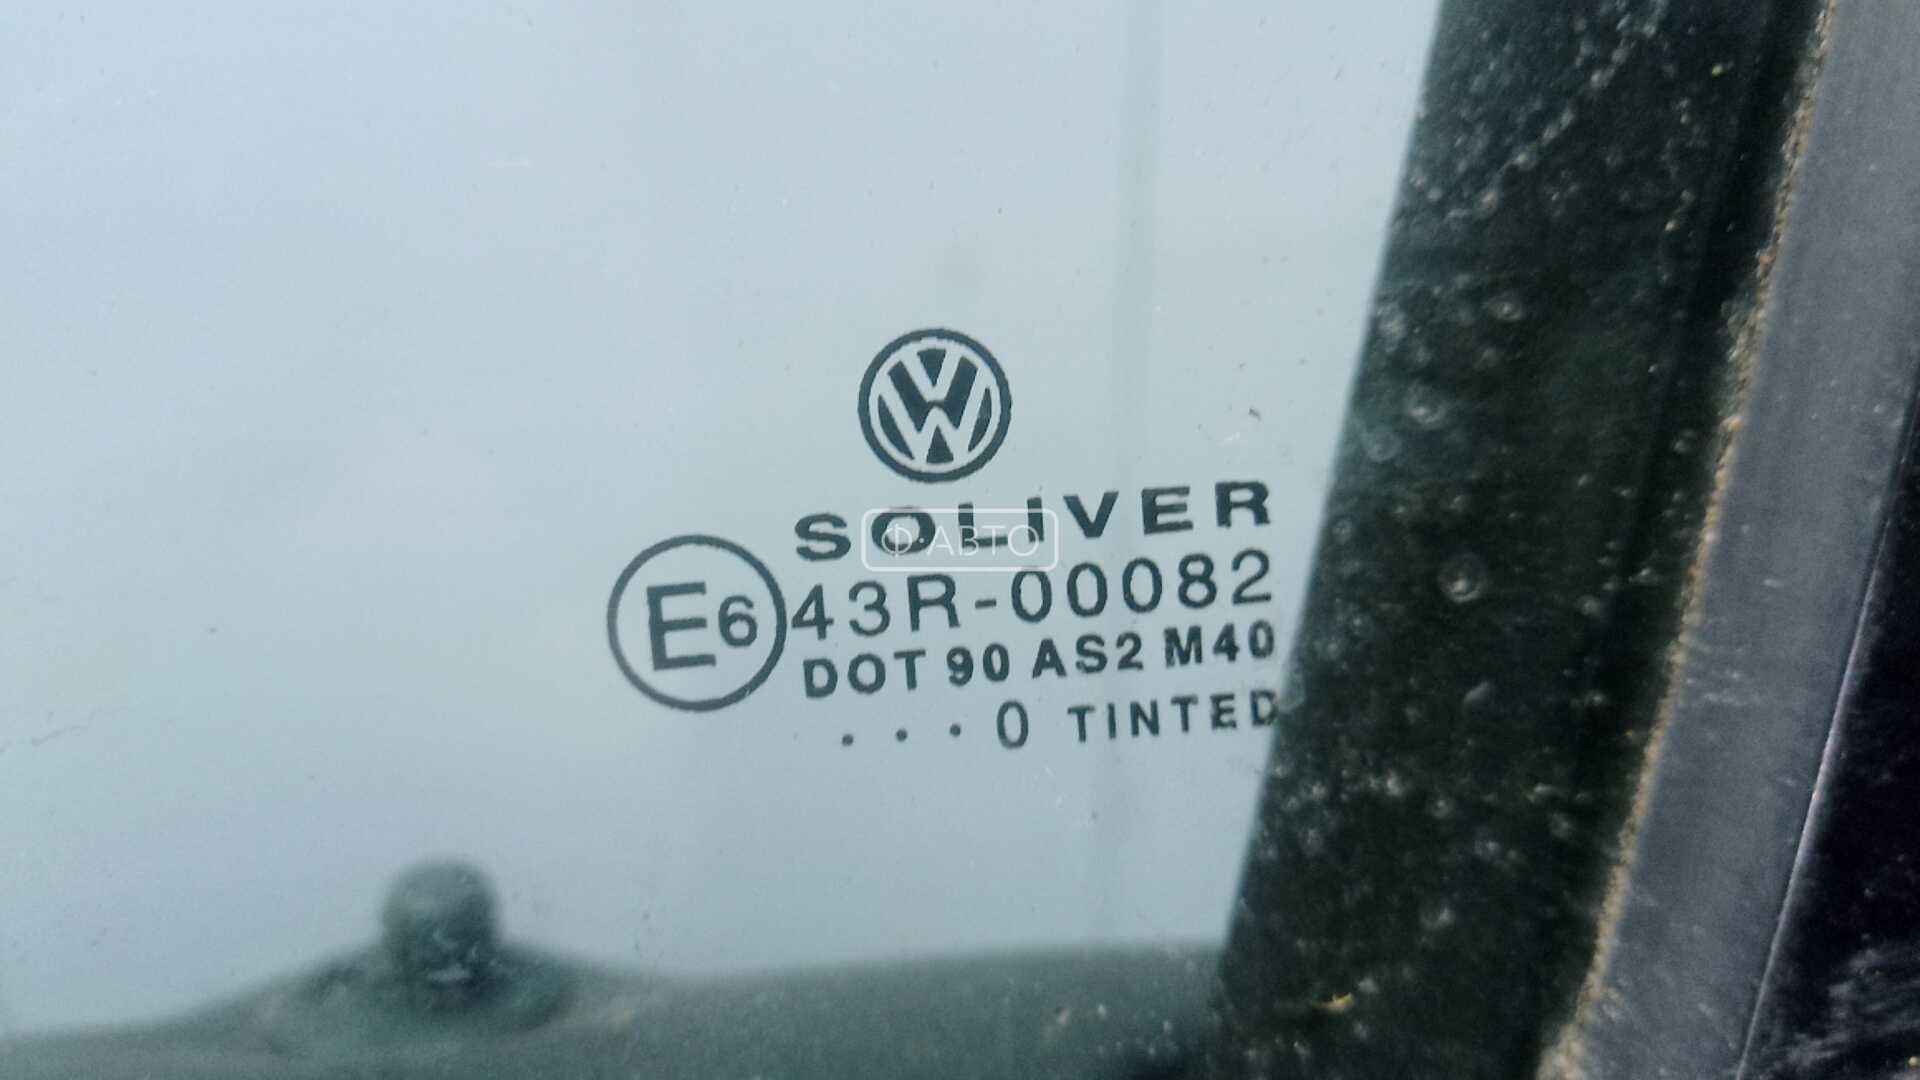 SOLIVER
Ф·АВТО
E6 43R-00082
DOT 90 AS2 M40
...0 TINTED